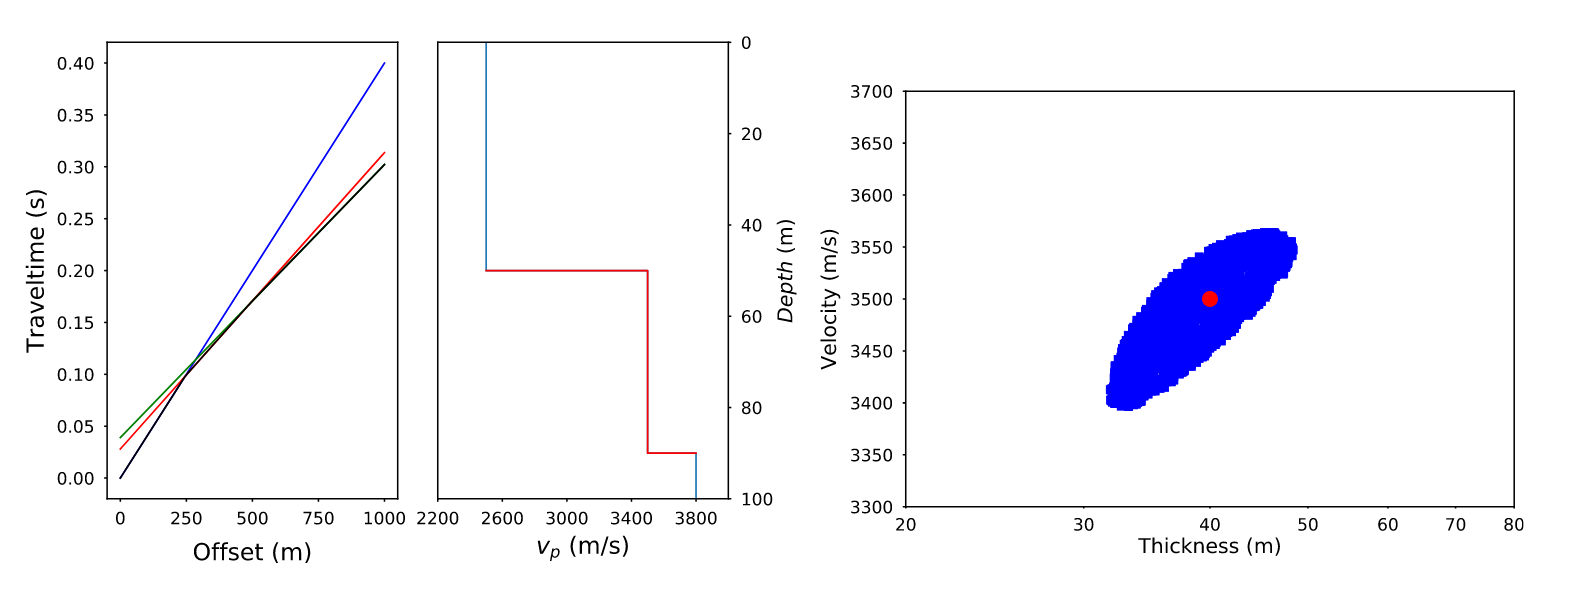 0.40
0.35
0.30
0.25
0.20
0.15
0.10
0.05
0.00
Traveltime (s)
0 250 500 750 1000
Offset (m)
0
20
40
60
80
100
Depth (m)
2200 2600 3000 3400 3800
vp (m/s)
3700
3650
3600
3550
3500
3450
3400
3350
3300
Velocity (m/s)
20 30 40 50 60 70 80
Thickness (m)